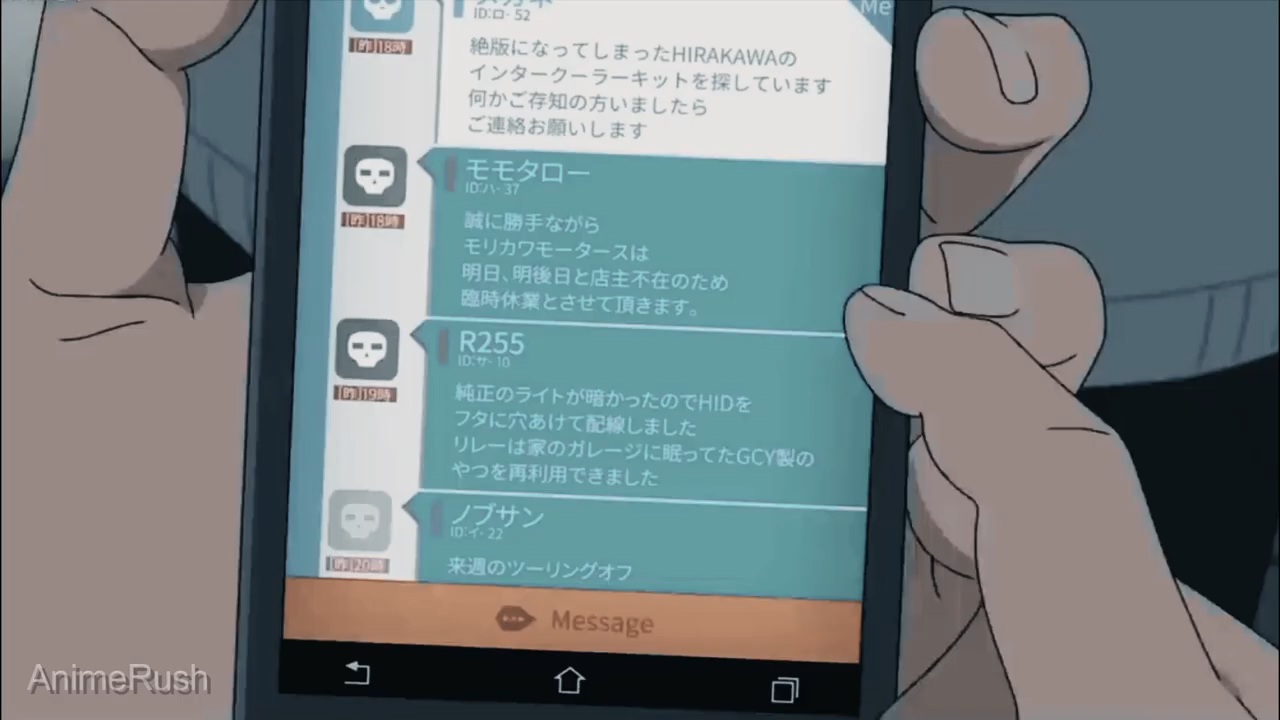 Me
ID:ロ- 52
[昨]18時
絶版になってしまったHIRAKAWAの
インタークーラーキットを探しています
何かご存知の方いましたら
ご連絡お願いします
モモタロー
ID:ハ- 37
[昨]18時
誠に勝手ながら
モリカワモータースは
明日、明後日と店主不在のため
臨時休業とさせて頂きます。
R255
ID:サ- 10
[昨]19時
純正のライトが暗かったのでHIDを
フタに穴あけて配線しました
リレーは家のガレージに眠ってたGCY製の
やつを再利用できました
ノブサン
ID:イ- 22
[昨]20時
来週のツーリングオフ
Message
AnimeRush